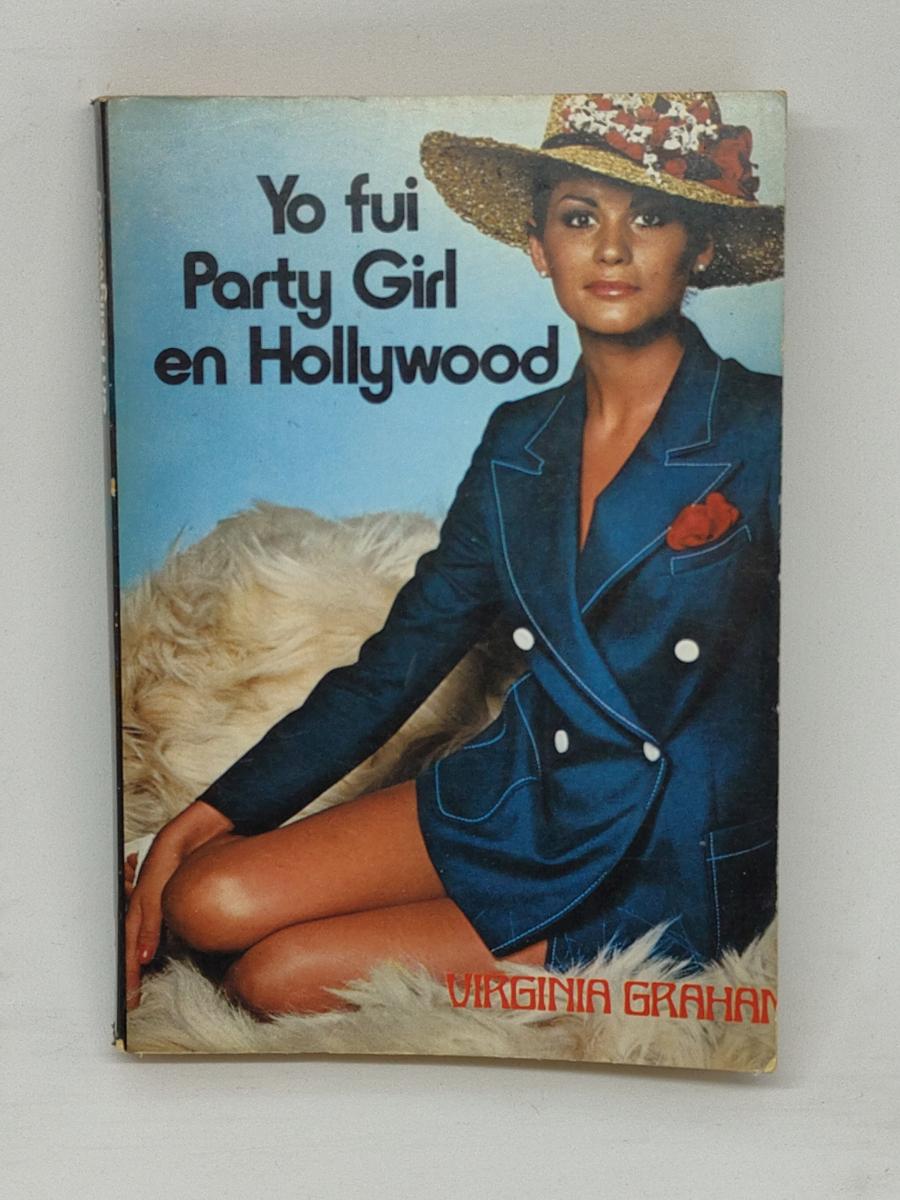 Yo fui
Party Girl
en Hollywood
VIRGINIA GRAHAM